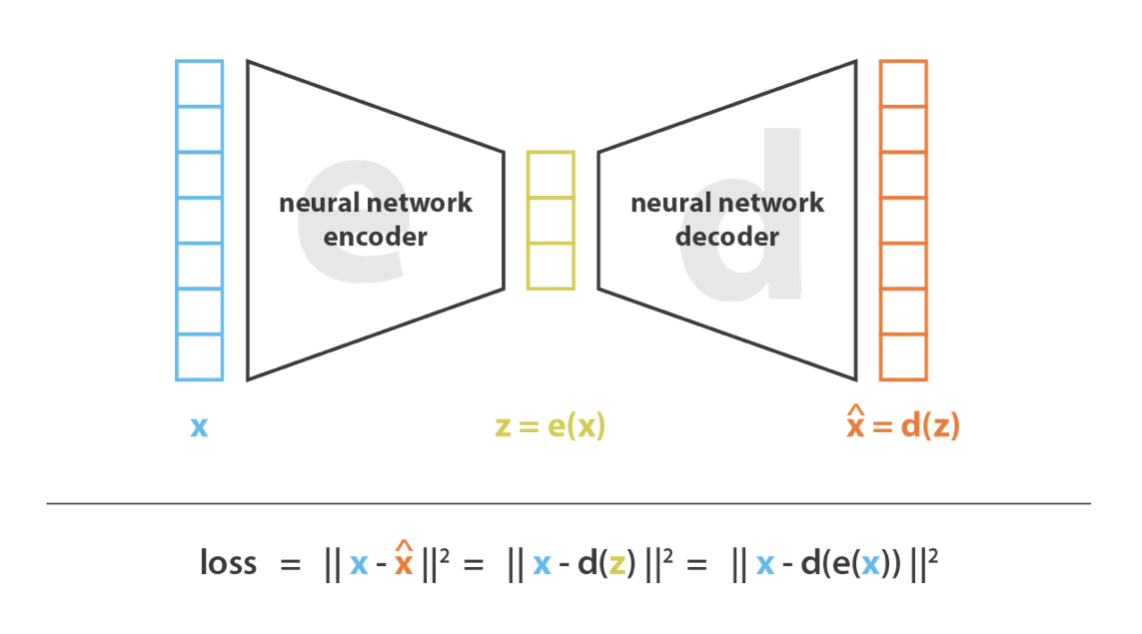 e
neural network
encoder
d
neural network
decoder
x
z = e(x)
x̂ = d(z)
loss = || x - x̂ ||² = || x - d(z) ||² = || x - d(e(x)) ||²